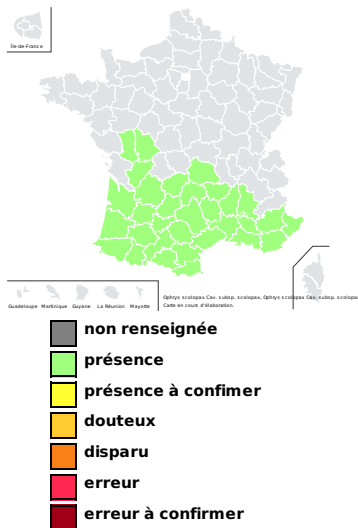 Île-de-France
Guadeloupe Martinique Guyane La Réunion Mayotte
Ophrys scolopax Cav. subsp. scolopax, Ophrys scolopax Cav. subsp. scolopax
Carte en cours d'élaboration.
non renseignée
présence
présence à confimer
douteux
disparu
erreur
erreur à confirmer